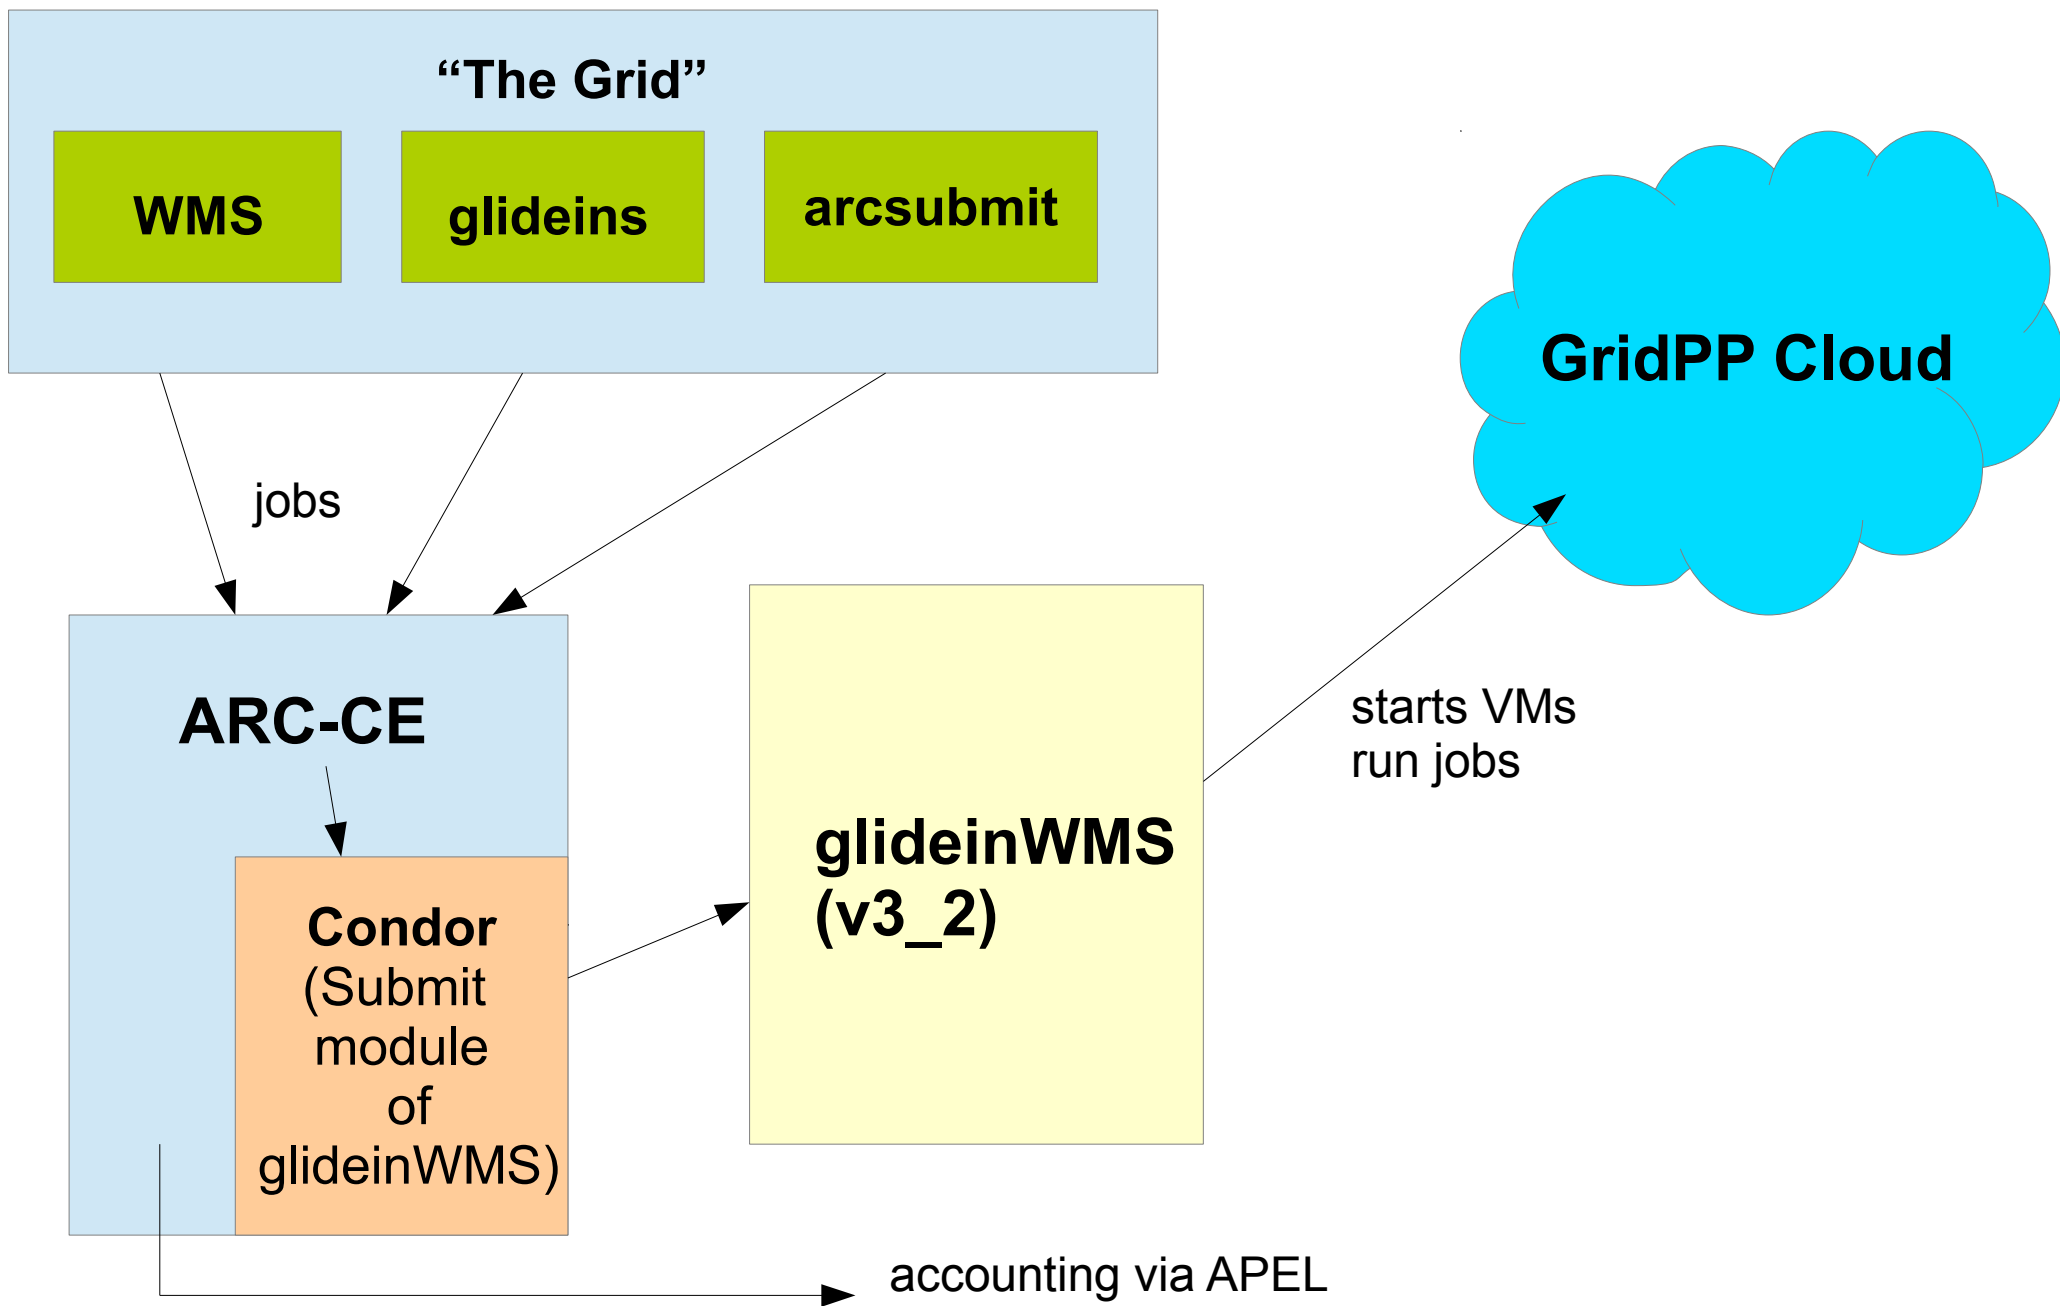 “The Grid”
WMS
glideins
arcsubmit
GridPP Cloud
jobs
ARC-CE
starts VMs
run jobs
glideinWMS
(v3_2)
Condor
(Submit
module
of
glideinWMS)
accounting via APEL